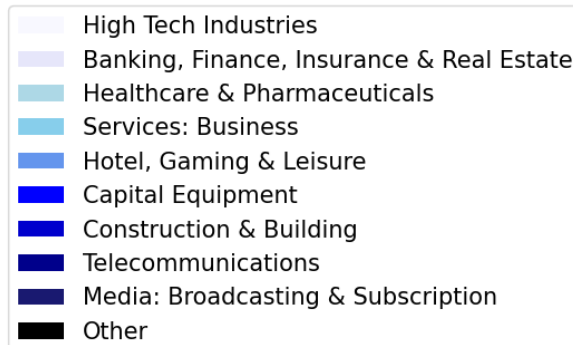 High Tech Industries
Banking, Finance, Insurance & Real Estate
Healthcare & Pharmaceuticals
Services: Business
Hotel, Gaming & Leisure
Capital Equipment
Construction & Building
Telecommunications
Media: Broadcasting & Subscription
Other